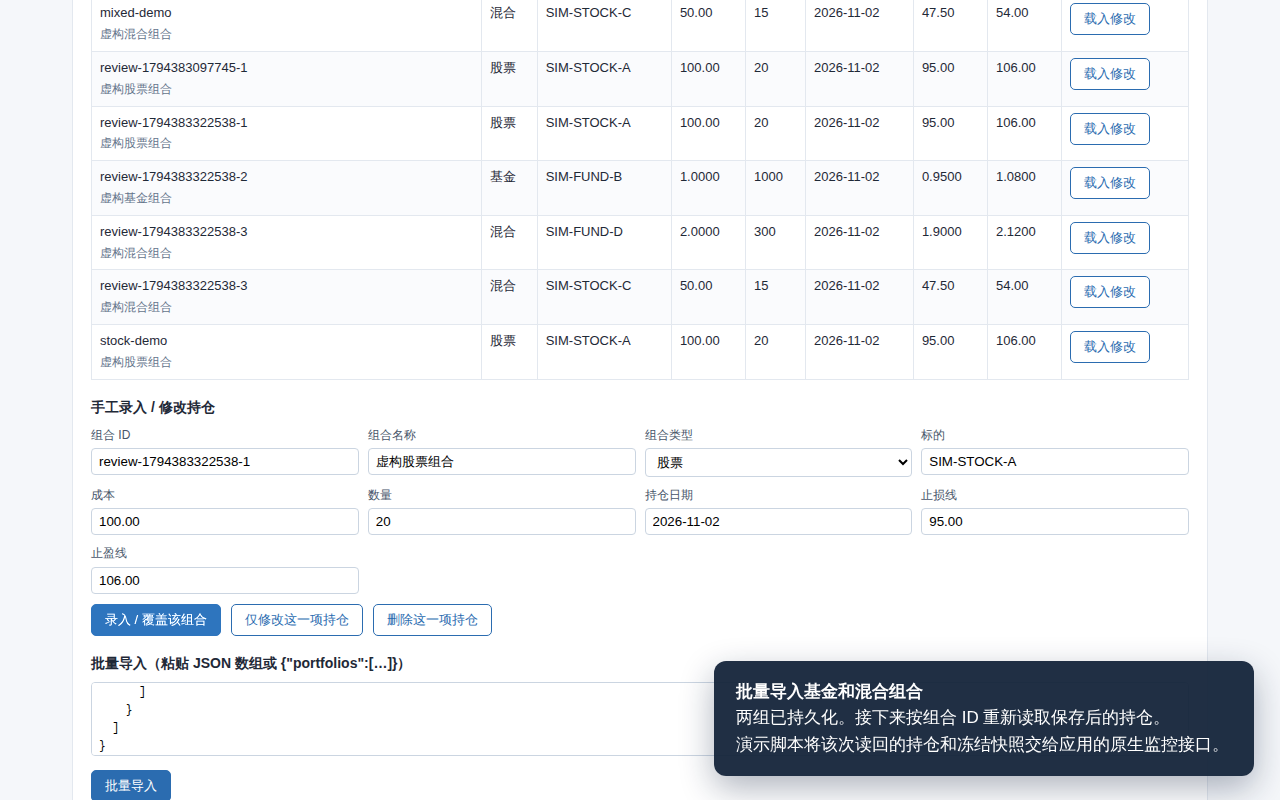 mixed-demo 混合 SIM-STOCK-C 50.00 15 2026-11-02 47.50 54.00 载入修改
虚构混合组合
review-1794383097745-1 股票 SIM-STOCK-A 100.00 20 2026-11-02 95.00 106.00 载入修改
虚构股票组合
review-1794383322538-1 股票 SIM-STOCK-A 100.00 20 2026-11-02 95.00 106.00 载入修改
虚构股票组合
review-1794383322538-2 基金 SIM-FUND-B 1.0000 1000 2026-11-02 0.9500 1.0800 载入修改
虚构基金组合
review-1794383322538-3 混合 SIM-FUND-D 2.0000 300 2026-11-02 1.9000 2.1200 载入修改
虚构混合组合
review-1794383322538-3 混合 SIM-STOCK-C 50.00 15 2026-11-02 47.50 54.00 载入修改
虚构混合组合
stock-demo 股票 SIM-STOCK-A 100.00 20 2026-11-02 95.00 106.00 载入修改
虚构股票组合
手工录入 / 修改持仓
组合 ID 组合名称 组合类型 标的
review-1794383322538-1 虚构股票组合 股票 SIM-STOCK-A
成本 数量 持仓日期 止损线
100.00 20 2026-11-02 95.00
止盈线
106.00
录入 / 覆盖该组合 仅修改这一项持仓 删除这一项持仓
批量导入（粘贴 JSON 数组或 {"portfolios":[…]}）
]
}
]
}
批量导入
批量导入基金和混合组合
两组已持久化。接下来按组合 ID 重新读取保存后的持仓。
演示脚本将该次读回的持仓和冻结快照交给应用的原生监控接口。